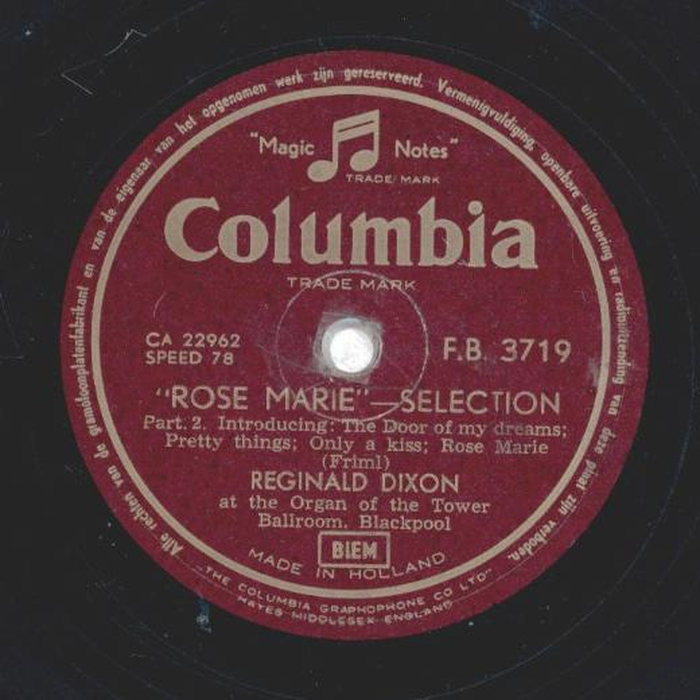 Alle rechten van de gramofoonplatenfabrikant en van de eigenaar van het opgenomen werk zijn gereserveerd. Vermenigvuldiging, openbare uitvoering en radiouitzending van deze plaat zijn verboden.
"Magic Notes"
TRADE MARK
Columbia
TRADE MARK
CA 22962
SPEED 78
F.B. 3719
"ROSE MARIE"—SELECTION
Part. 2. Introducing: The Door of my dreams;
Pretty things; Only a kiss; Rose Marie
(Friml)
REGINALD DIXON
at the Organ of the Tower
Ballroom, Blackpool
BIEM
MADE IN HOLLAND
"THE COLUMBIA GRAPHOPHONE CO LTD"
HAYES MIDDLESEX ENGLAND